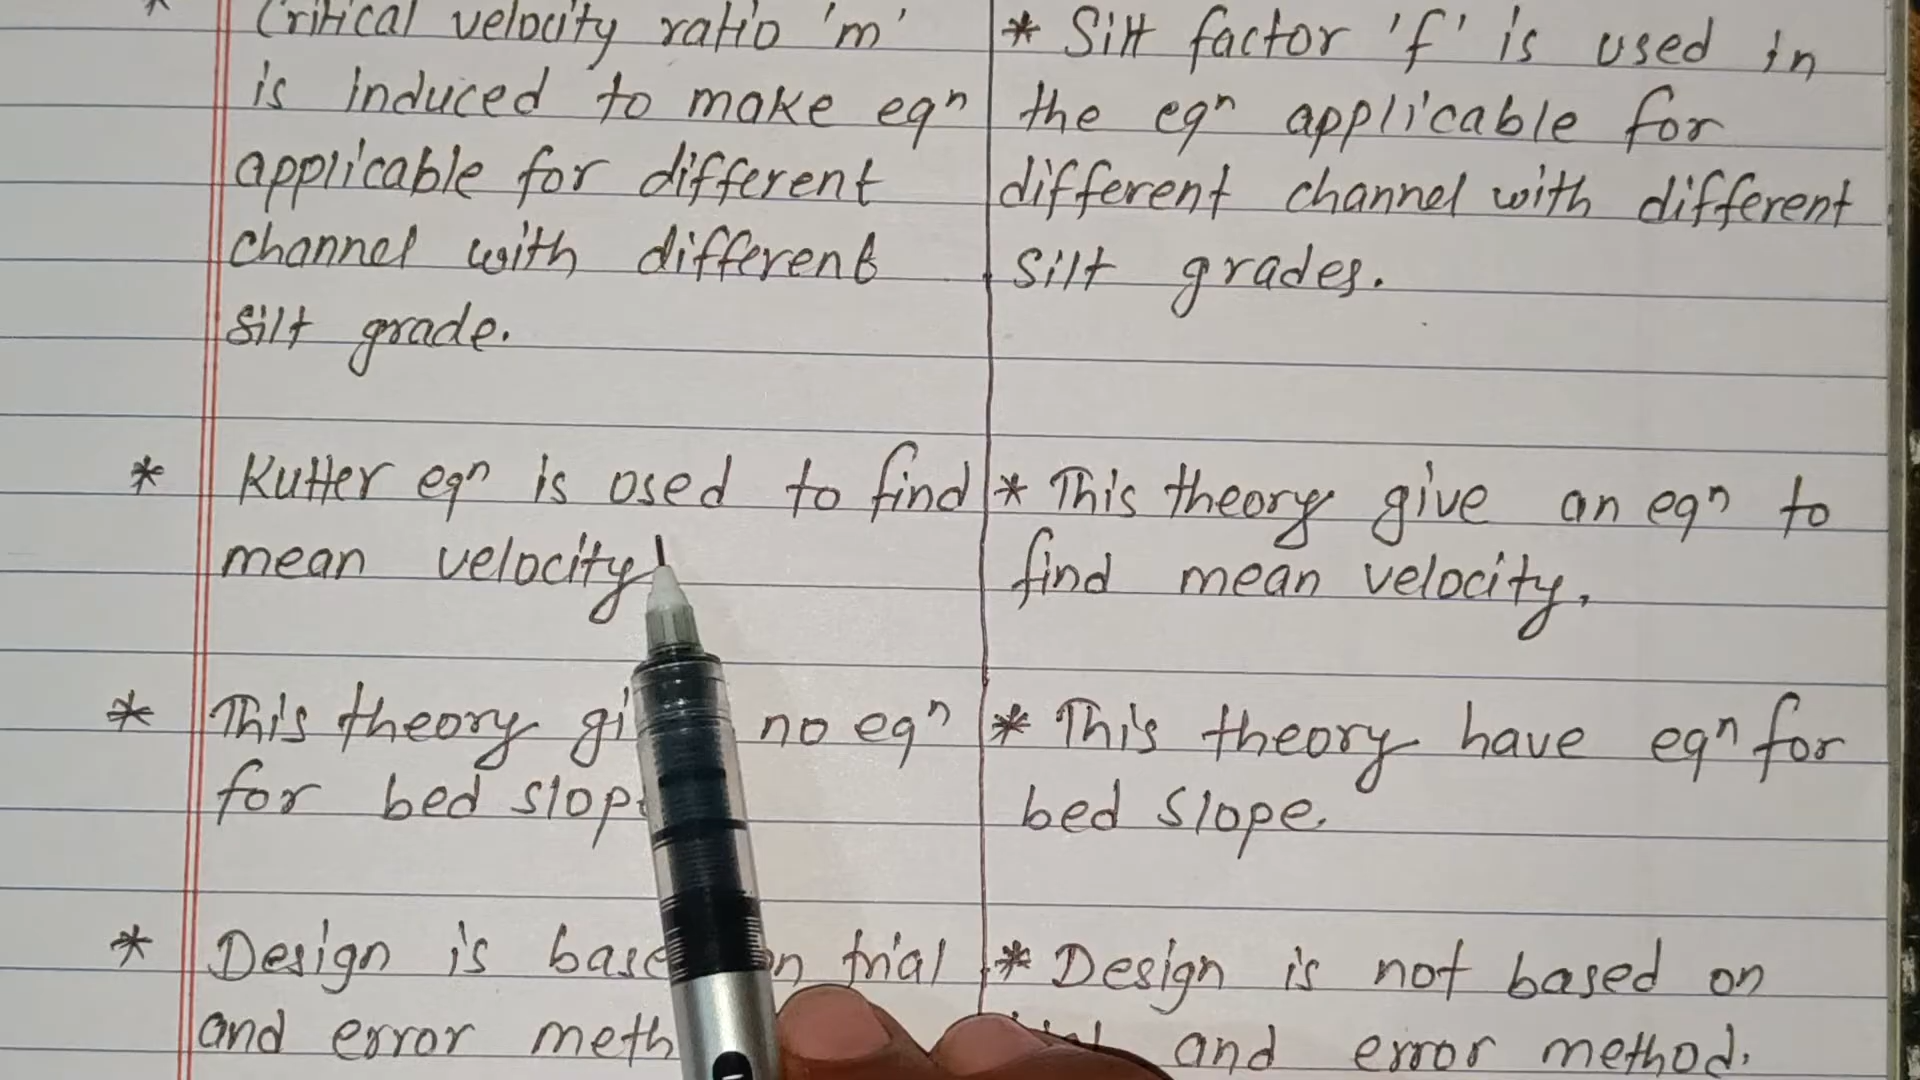 Critical velocity ratio 'm'
is induced to make eqn
applicable for different
channel with different
silt grade.
* Kutter eqn is used to find
mean velocity
* This theory no eqn
for bed
* Design is on trial
and error
* Silt factor 'f' is used in
the eqn applicable for
different channel with different
silt grades.
* This theory give an eqn to
find mean velocity.
* This theory have eqn for
bed slope.
* Design is not based on
and error method.